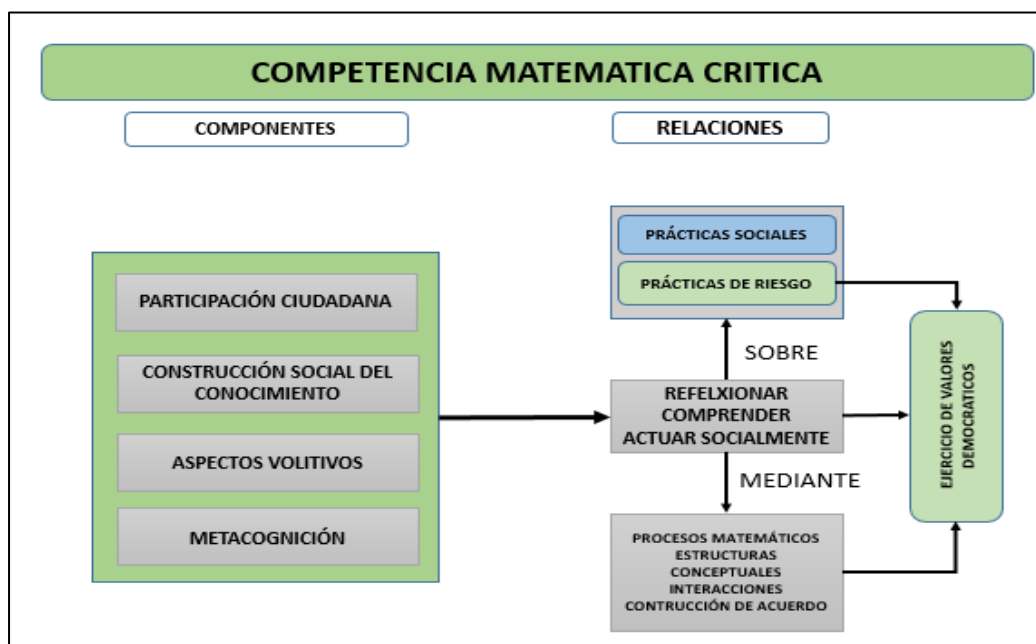 COMPETENCIA MATEMATICA CRITICA
COMPONENTES
RELACIONES
PARTICIPACIÓN CIUDADANA
CONSTRUCCIÓN SOCIAL DEL
CONOCIMIENTO
ASPECTOS VOLITIVOS
METACOGNICIÓN
PRÁCTICAS SOCIALES
PRÁCTICAS DE RIESGO
SOBRE
REFELXIONAR
COMPRENDER
ACTUAR SOCIALMENTE
MEDIANTE
PROCESOS MATEMÁTICOS
ESTRUCTURAS
CONCEPTUALES
INTERACCIONES
CONTRUCCIÓN DE ACUERDO
EJERCICIO DE VALORES
DEMOCRATICOS